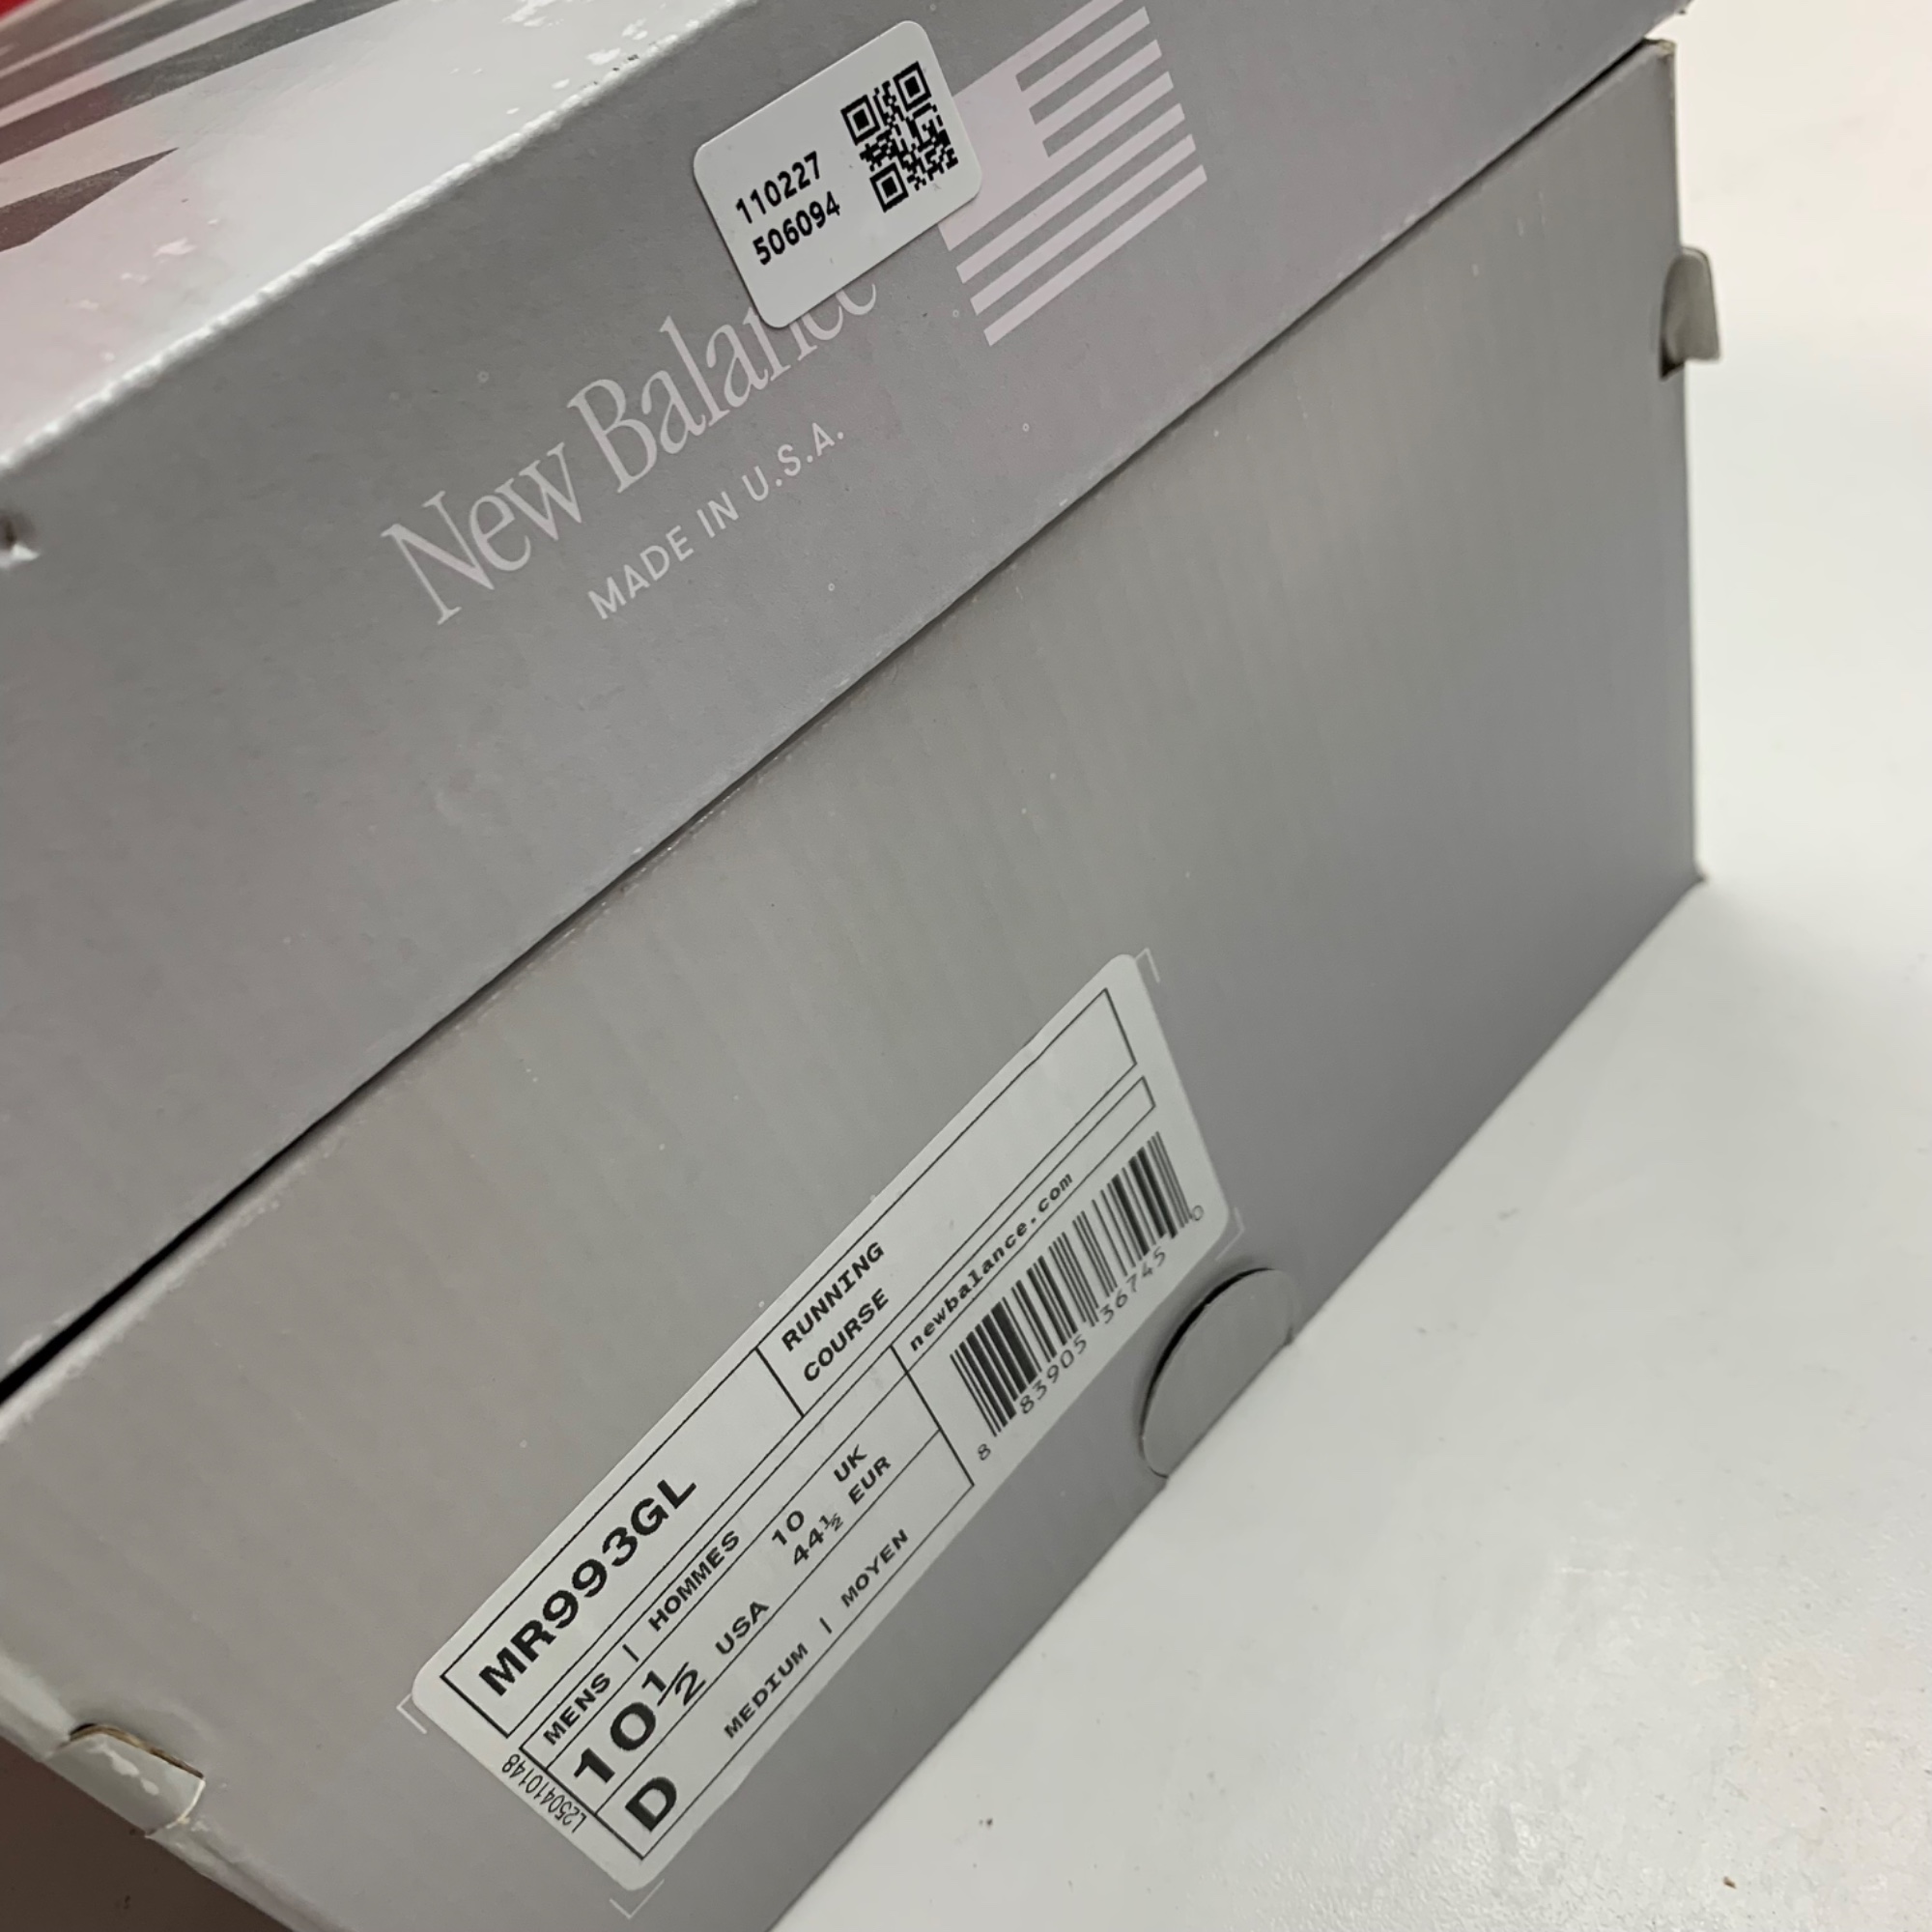 110227
506094
New Balance
MADE IN U.S.A.
MR993GL
RUNNING
COURSE
MENS | HOMMES
newbalance.com
10½ USA
10 UK
44½ EUR
D MEDIUM | MOYEN
8 83905 36745 0
L250410148